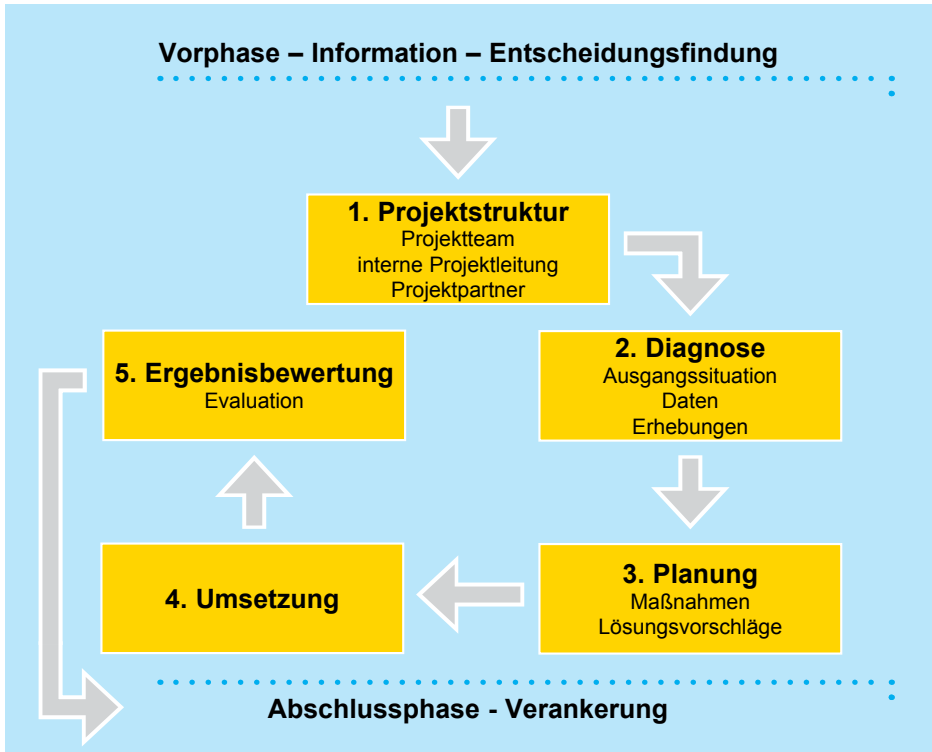 Vorphase – Information – Entscheidungsfindung
1. Projektstruktur
Projektteam
interne Projektleitung
Projektpartner
2. Diagnose
Ausgangssituation
Daten
Erhebungen
3. Planung
Maßnahmen
Lösungsvorschläge
4. Umsetzung
5. Ergebnisbewertung
Evaluation
Abschlussphase - Verankerung